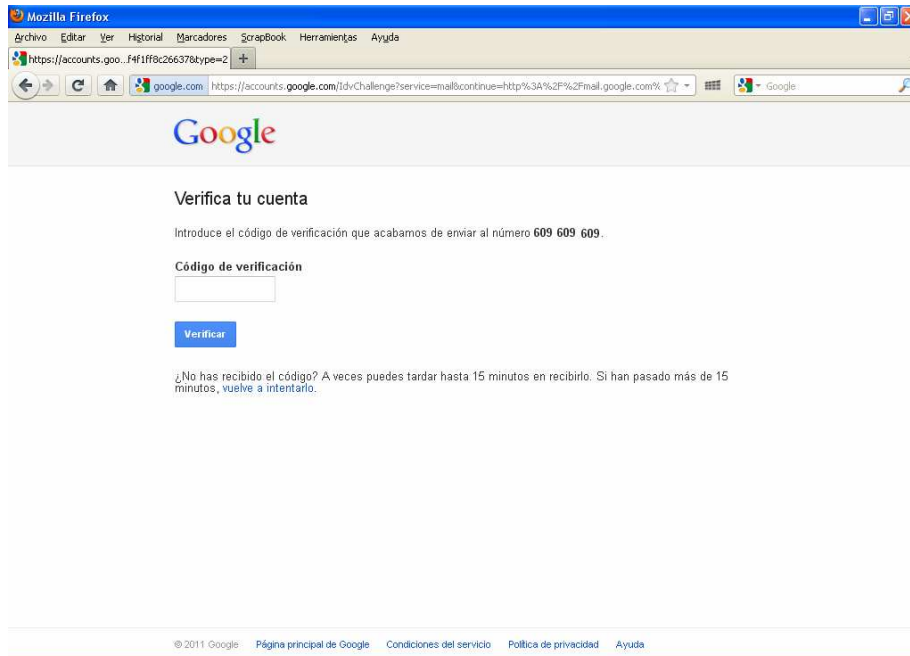 Mozilla Firefox
Archivo Editar Ver Historial Marcadores ScrapBook Herramientas Ayuda
https://accounts.goo...f4f1ff8c26637&type=2 +
google.com https://accounts.google.com/IdvChallenge?service=mail&continue=http%3A%2F%2Fmail.google.com% Google
Google
Verifica tu cuenta
Introduce el código de verificación que acabamos de enviar al número 609 609 609.
Código de verificación
Verificar
¿No has recibido el código? A veces puedes tardar hasta 15 minutos en recibirlo. Si han pasado más de 15
minutos, vuelve a intentarlo.
© 2011 Google Página principal de Google Condiciones del servicio Política de privacidad Ayuda